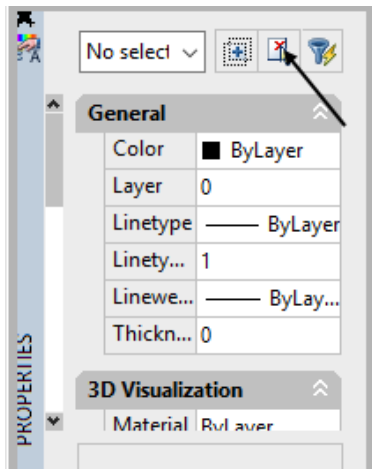 No select
General
Color ByLayer
Layer 0
Linetype ByLayer
Linety... 1
Linewe... ByLay...
Thickn... 0
3D Visualization
Material ByLayer
PROPERTIES